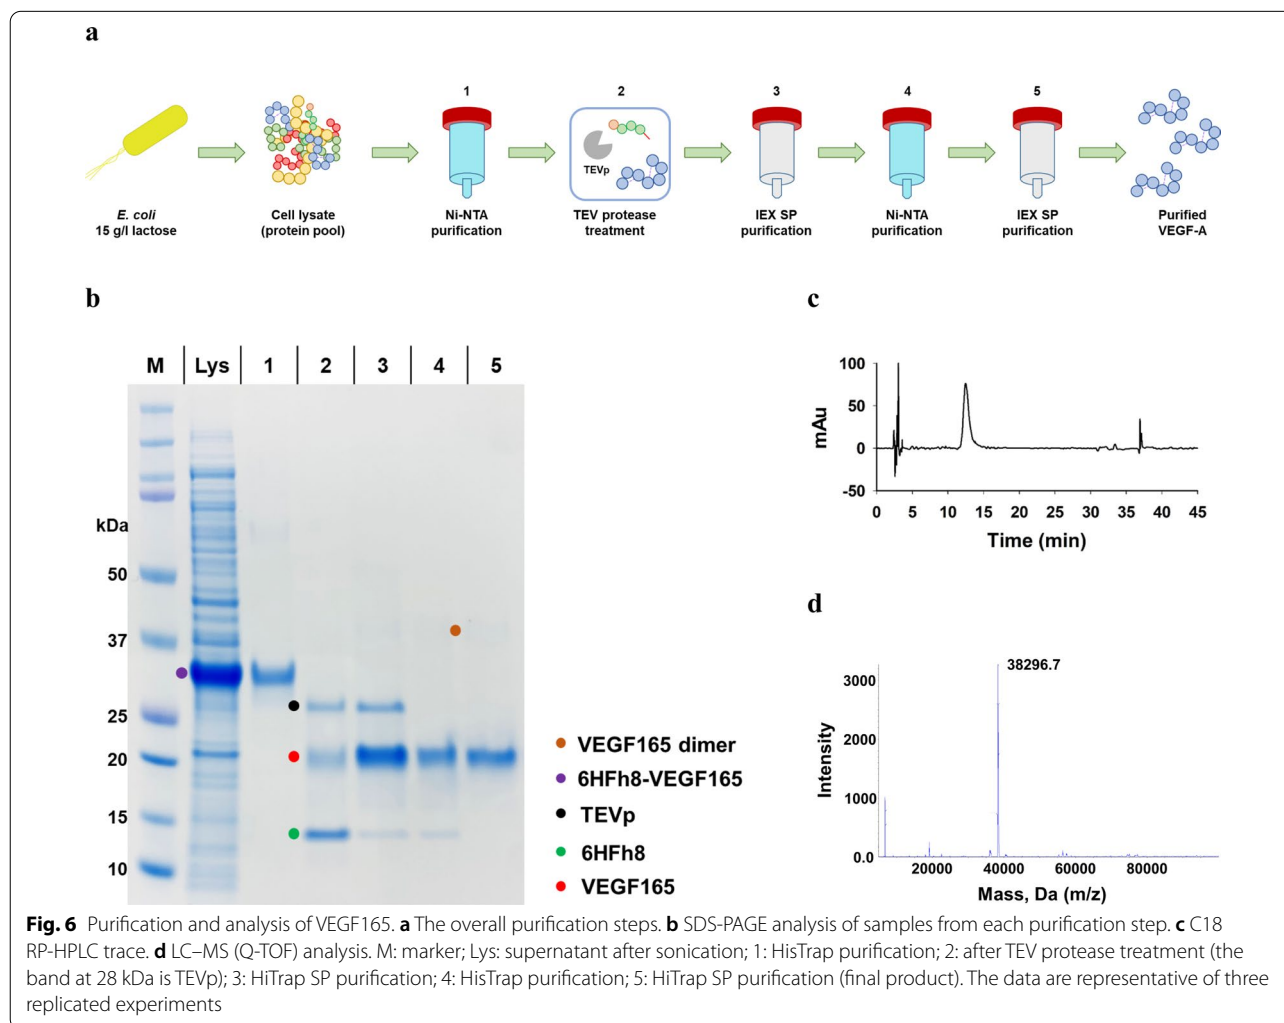 a
1
2
3
4
5
TEVp
E. coli
15 g/l lactose
Cell lysate
(protein pool)
Ni-NTA
purification
TEV protease
treatment
IEX SP
purification
Ni-NTA
purification
IEX SP
purification
Purified
VEGF-A
b
M Lys 1 2 3 4 5
kDa
50
37
25
20
15
10
VEGF165 dimer
6HFh8-VEGF165
TEVp
6HFh8
VEGF165
c
100
50
0
-50
mAu
0 5 10 15 20 25 30 35 40 45
Time (min)
d
38296.7
3000
2000
1000
0.0
Intensity
20000 40000 60000 80000
Mass, Da (m/z)
Fig. 6 Purification and analysis of VEGF165. a The overall purification steps. b SDS-PAGE analysis of samples from each purification step. c C18
RP-HPLC trace. d LC–MS (Q-TOF) analysis. M: marker; Lys: supernatant after sonication; 1: HisTrap purification; 2: after TEV protease treatment (the
band at 28 kDa is TEVp); 3: HiTrap SP purification; 4: HisTrap purification; 5: HiTrap SP purification (final product). The data are representative of three
replicated experiments